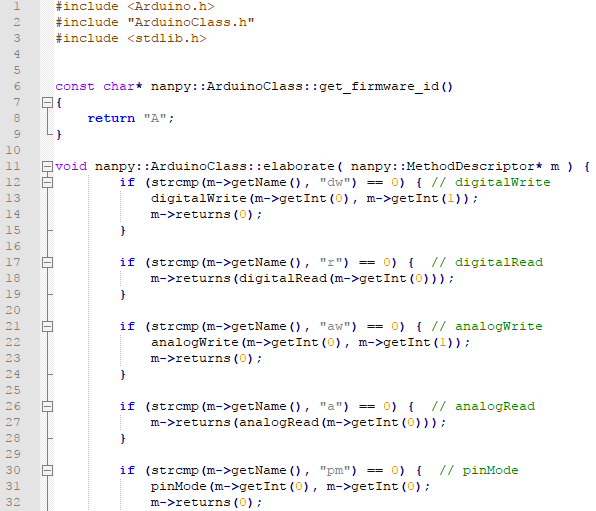 1 #include <Arduino.h>
2 #include "ArduinoClass.h"
3 #include <stdlib.h>
4
5
6 const char* nanpy::ArduinoClass::get_firmware_id()
7 {
8     return "A";
9 }
10
11 void nanpy::ArduinoClass::elaborate( nanpy::MethodDescriptor* m ) {
12         if (strcmp(m->getName(), "dw") == 0) { // digitalWrite
13             digitalWrite(m->getInt(0), m->getInt(1));
14             m->returns(0);
15         }
16
17         if (strcmp(m->getName(), "r") == 0) {  // digitalRead
18             m->returns(digitalRead(m->getInt(0)));
19         }
20
21         if (strcmp(m->getName(), "aw") == 0) { // analogWrite
22             analogWrite(m->getInt(0), m->getInt(1));
23             m->returns(0);
24         }
25
26         if (strcmp(m->getName(), "a") == 0) {  // analogRead
27             m->returns(analogRead(m->getInt(0)));
28         }
29
30         if (strcmp(m->getName(), "pm") == 0) {  // pinMode
31             pinMode(m->getInt(0), m->getInt(0);
32             m->returns(0);